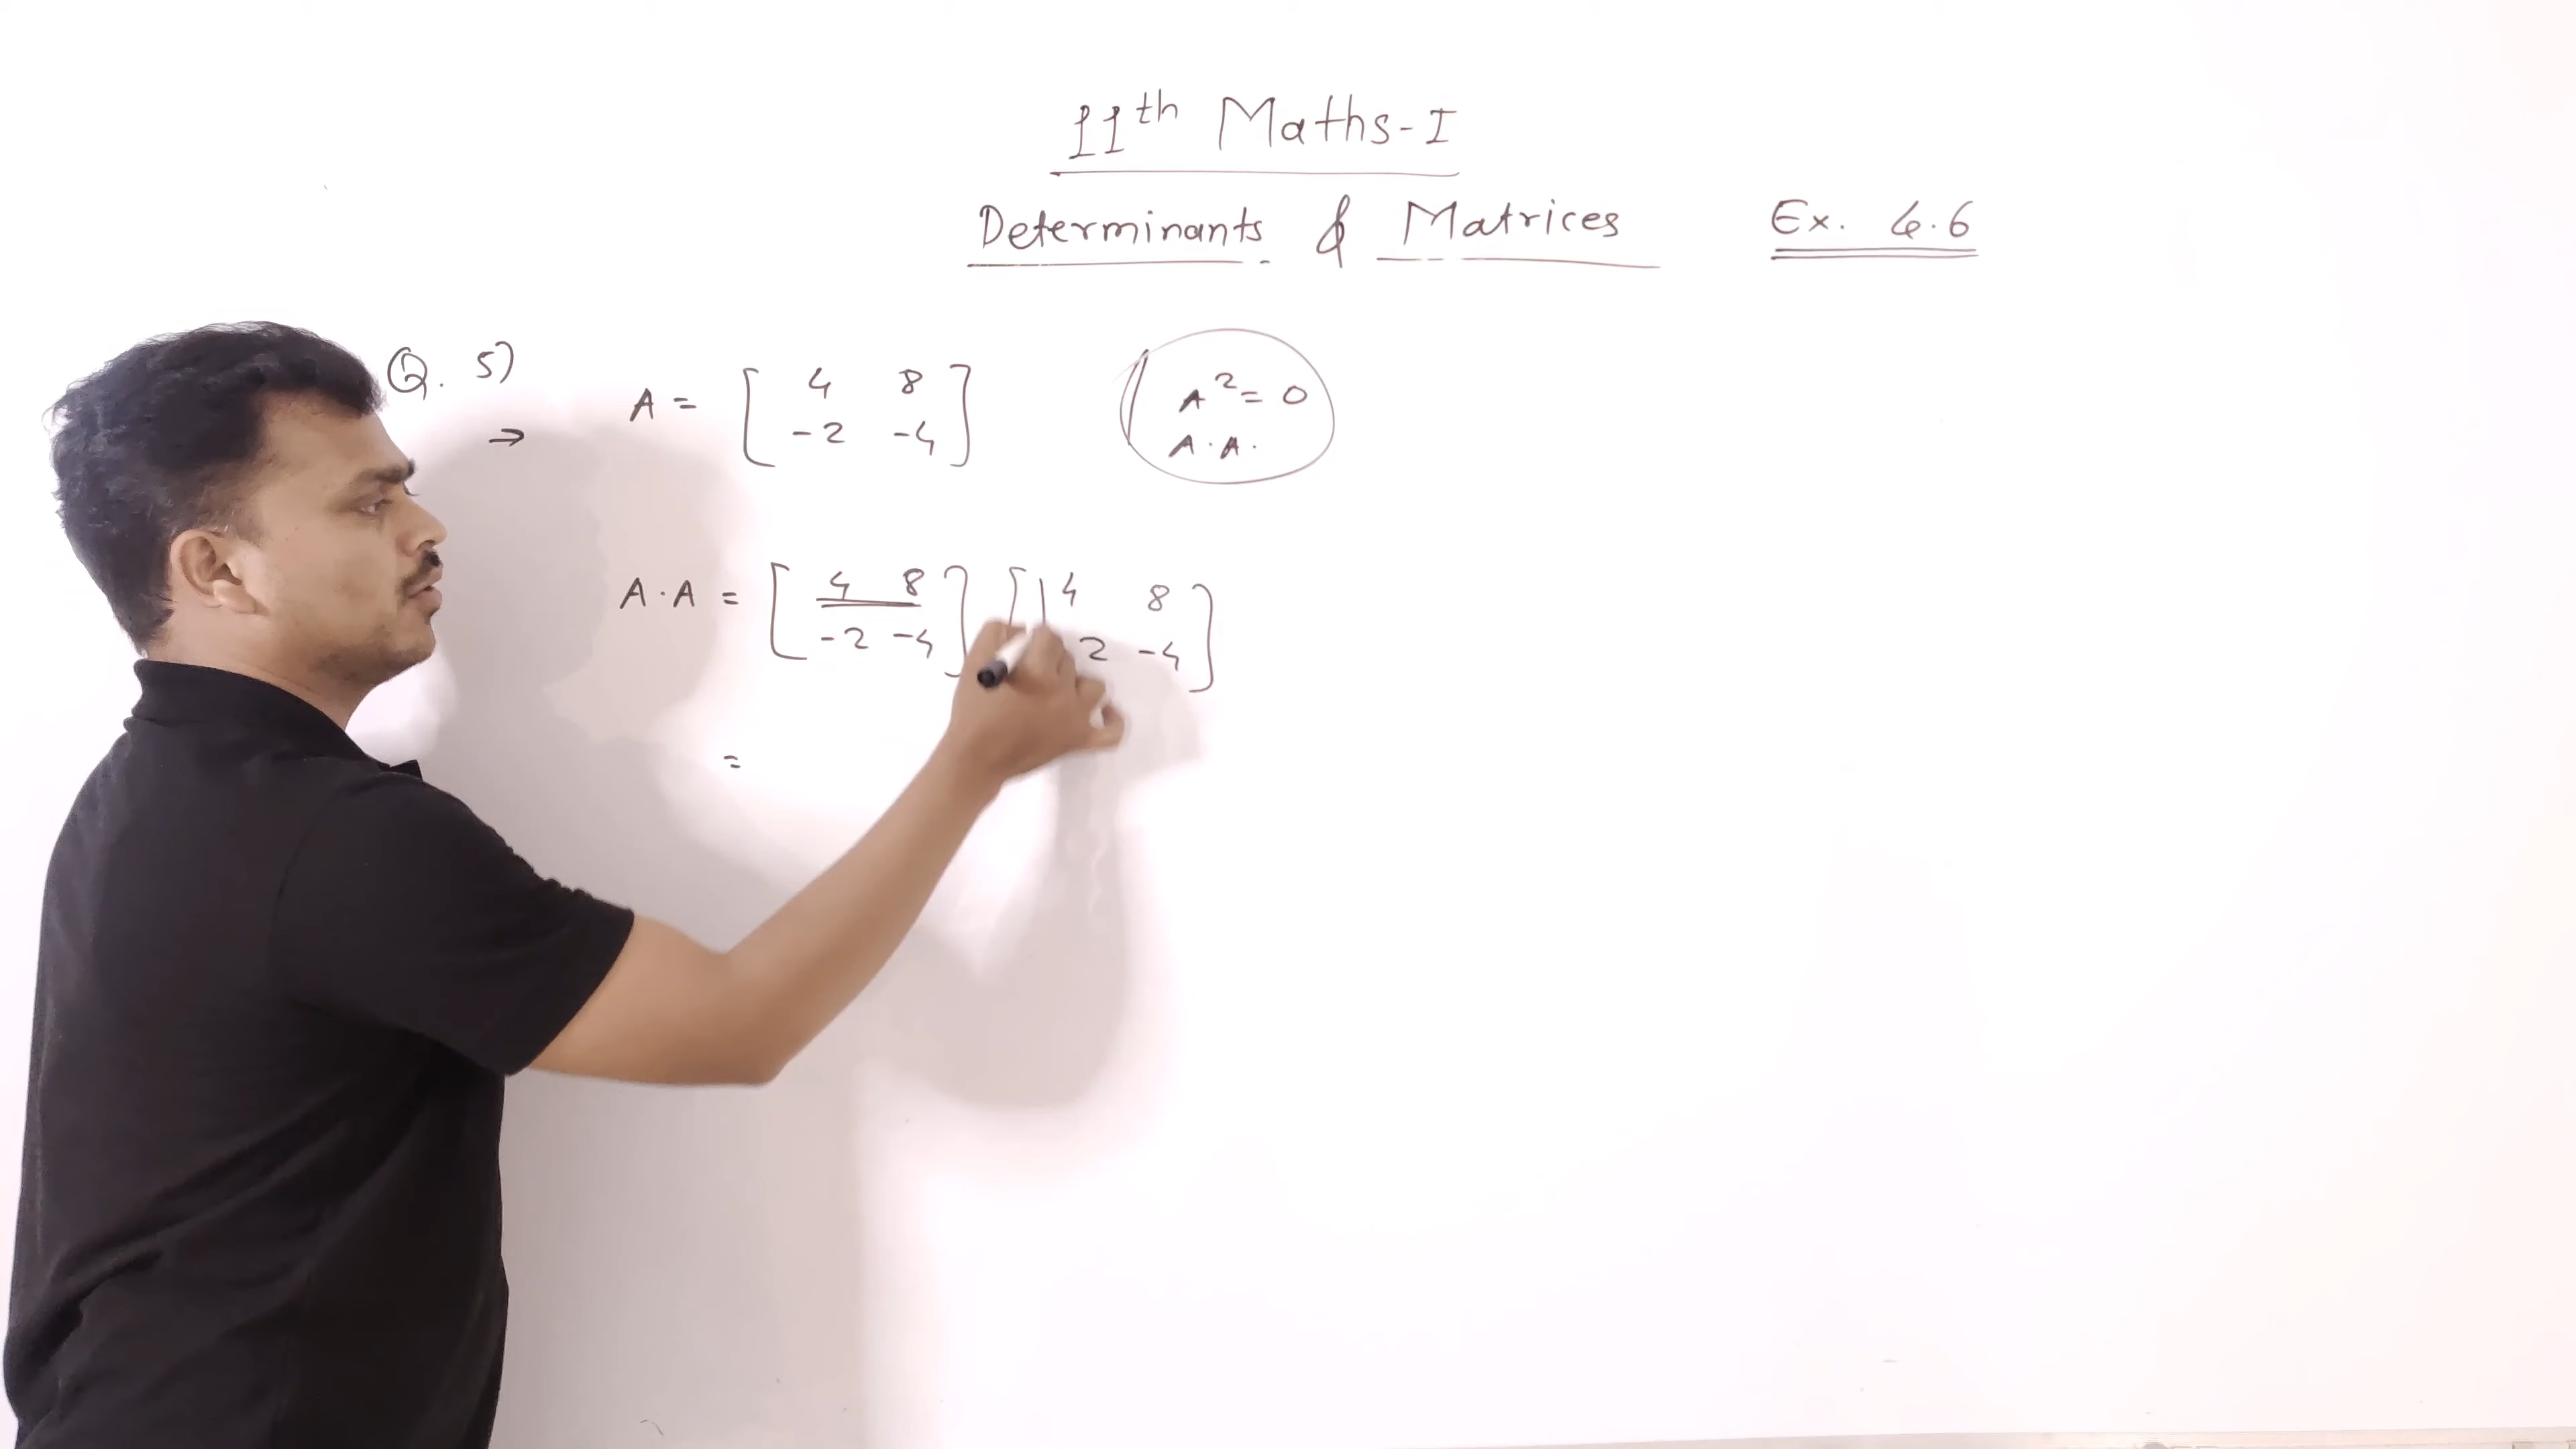 11th Maths-I
Determinants & Matrices Ex. 4.6
Q. 5)
→ A = [ 4 8
-2 -4 ]
A² = 0
A.A.
A.A = [ 4 8
-2 -4 ] [ 4 8
2 -4 ]
=